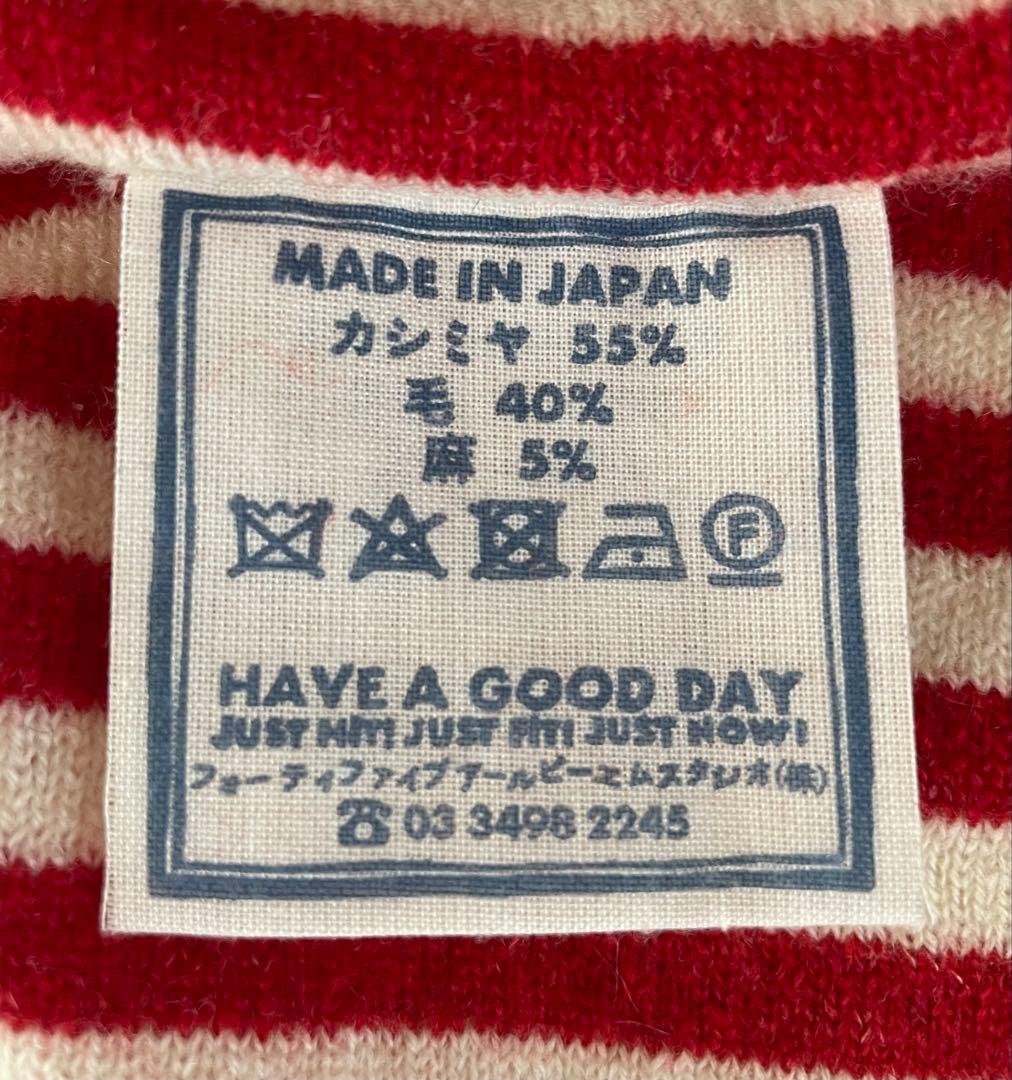 MADE IN JAPAN
カシミヤ 55%
毛 40%
麻 5%
F
HAVE A GOOD DAY
JUST HIT! JUST FIT! JUST NOW!
フォーティファイブアールピーエムスタジオ(株)
☎ 03 3498 2245